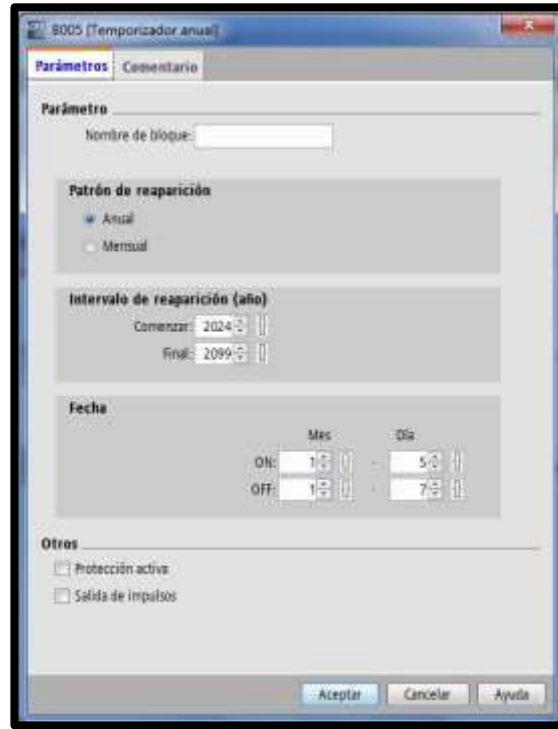 B005 [Temporizador anual]
Parámetros Comentario
Parámetro
Nombre de bloque:
Patrón de reaparición
Anual
Mensual
Intervalo de reaparición (año)
Comenzar: 2024
Final: 2099
Fecha
Mes Día
ON: 1 - 5
OFF: 1 - 7
Otros
Protección activa
Salida de impulsos
Aceptar Cancelar Ayuda